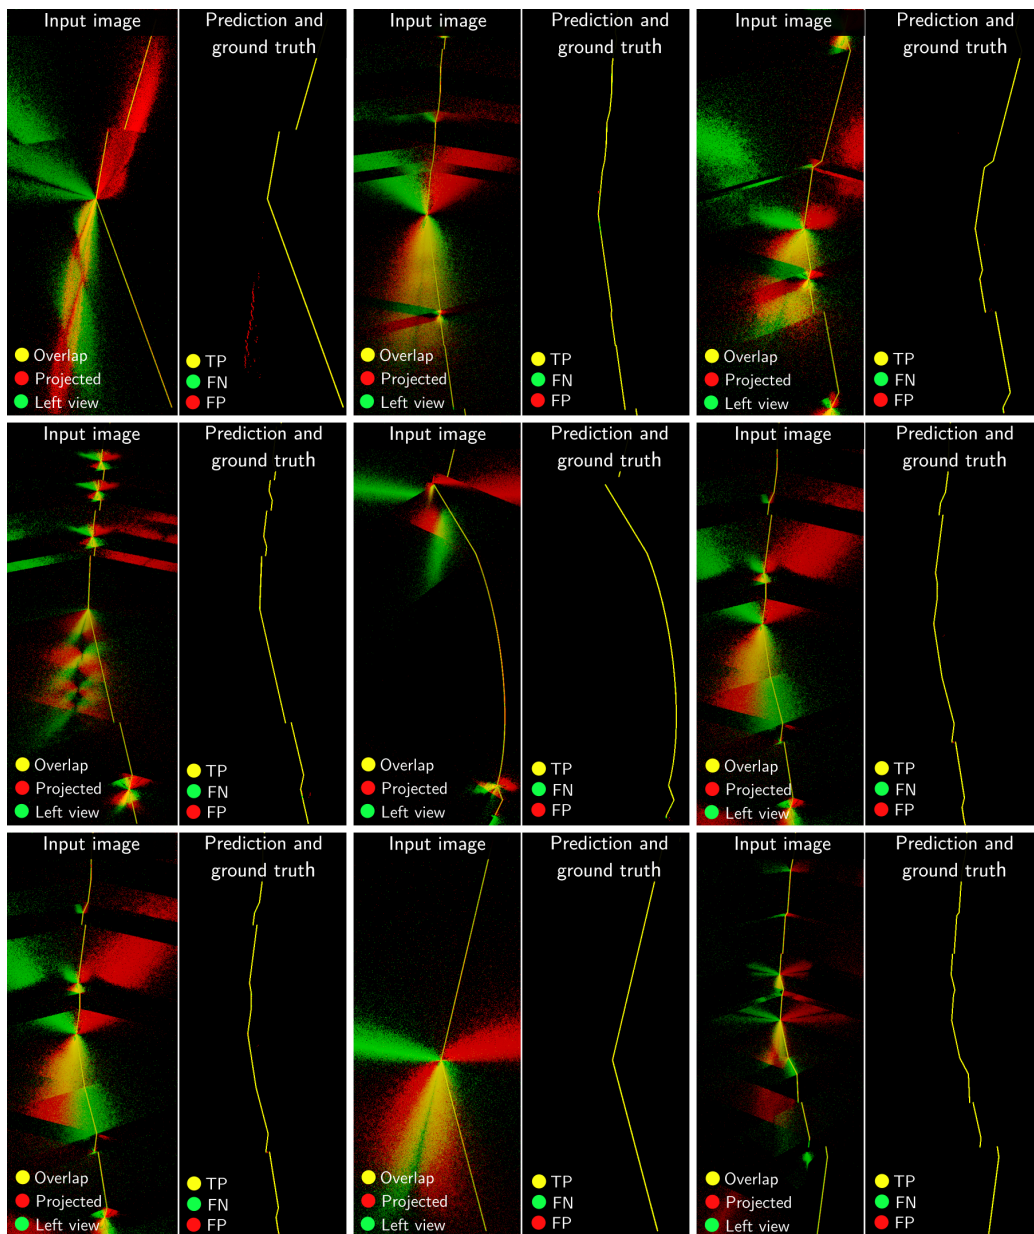 Input image
Prediction and
ground truth
Overlap
Projected
Left view
TP
FN
FP
Input image
Prediction and
ground truth
Overlap
Projected
Left view
TP
FN
FP
Input image
Prediction and
ground truth
Overlap
Projected
Left view
TP
FN
FP
Input image
Prediction and
ground truth
Overlap
Projected
Left view
TP
FN
FP
Input image
Prediction and
ground truth
Overlap
Projected
Left view
TP
FN
FP
Input image
Prediction and
ground truth
Overlap
Projected
Left view
TP
FN
FP
Input image
Prediction and
ground truth
Overlap
Projected
Left view
TP
FN
FP
Input image
Prediction and
ground truth
Overlap
Projected
Left view
TP
FN
FP
Input image
Prediction and
ground truth
Overlap
Projected
Left view
TP
FN
FP